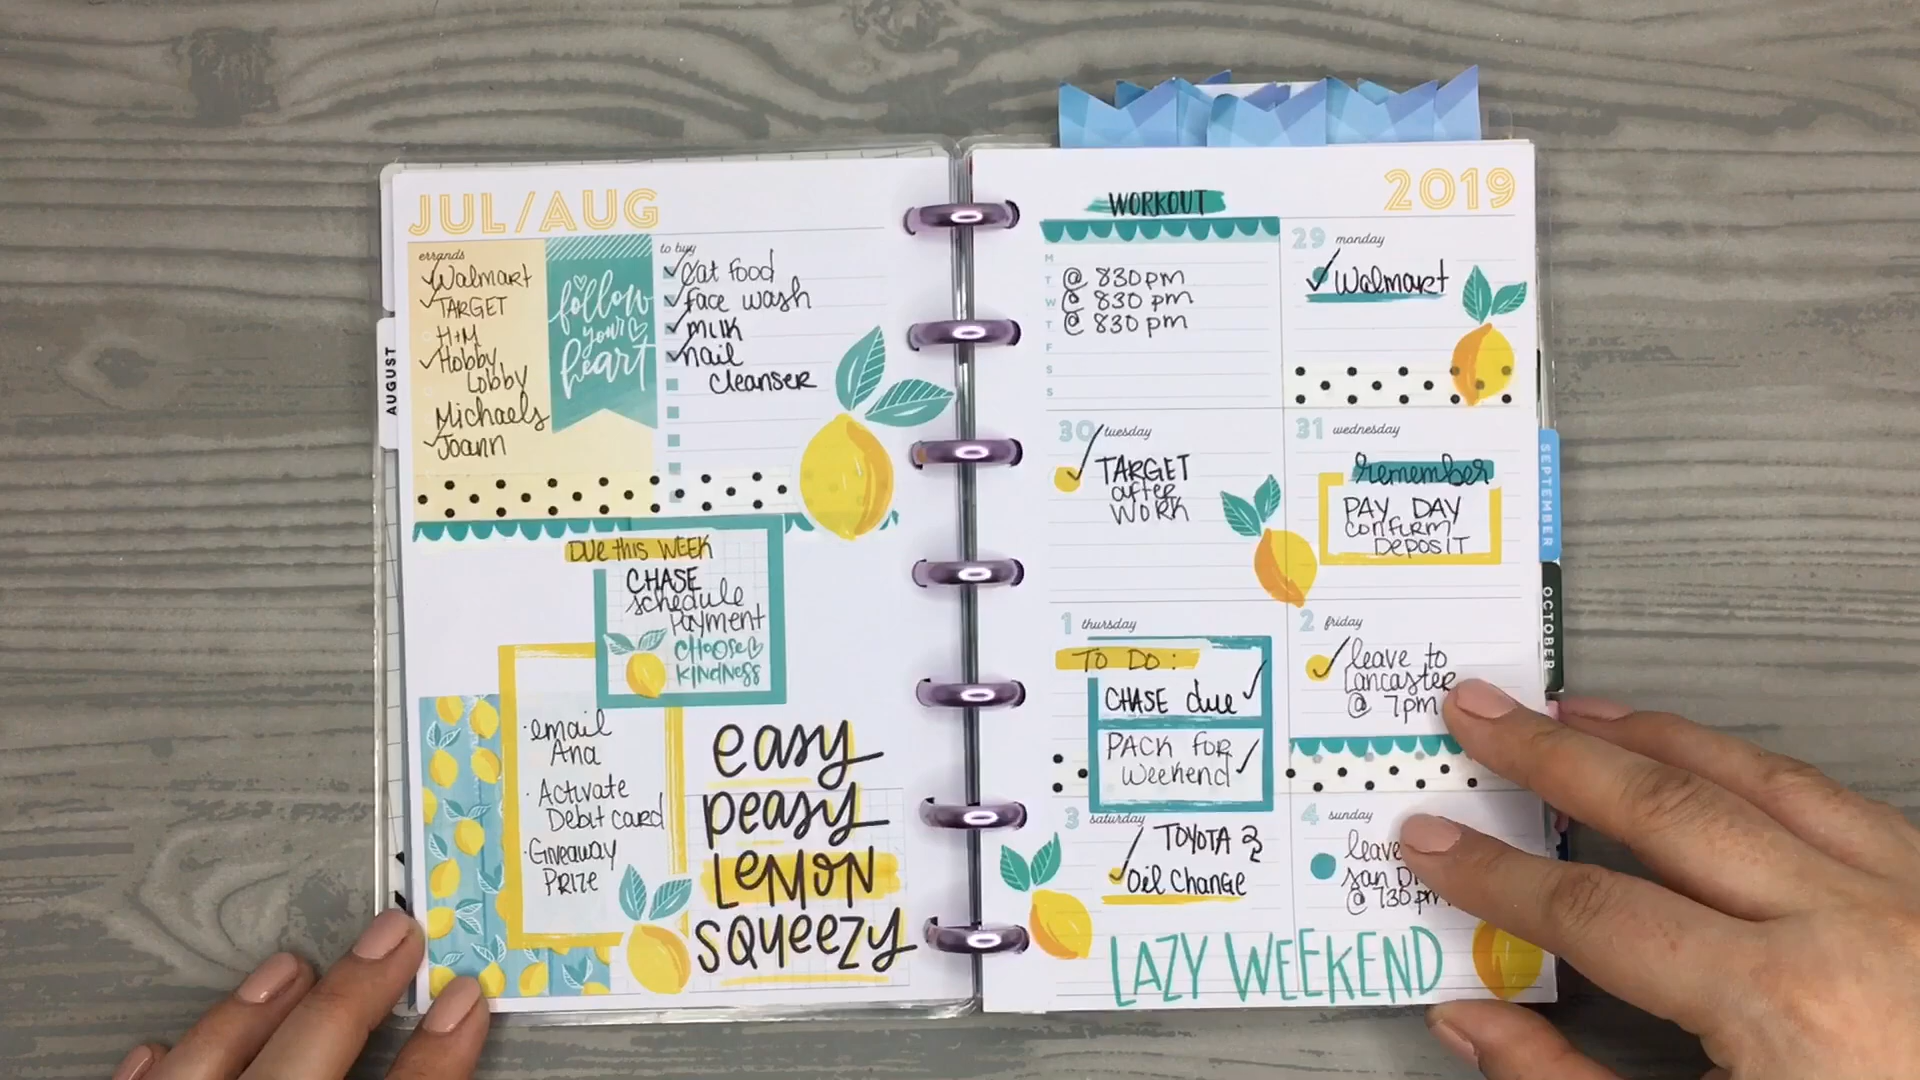 JUL/AUG
errands
Walmart
TARGET
H+M
Hobby
Lobby
Michaels
Joann
follow
your
heart
to buy
Cat food
face wash
milk
nail
cleanser
AUGUST
Due this WEEK
CHASE
schedule
Payment
CHOOSE
KINDNESS
·email
Ana
·Activate
Debit card
·Giveaway
Prize
easy
peasy
LEMON
squeezy
WORKOUT
2019
M
T @ 830pm
W @ 830 pm
T @ 830 pm
F
S
S
29 monday
Walmart
30 tuesday
TARGET
after
WORK
31 wednesday
remember
PAY DAY
confirm
DEPOSIT
1 thursday
TO DO:
CHASE due
PACK FOR
weekend
2 friday
leave to
Lancaster
@ 7pm
3 saturday
TOYOTA
Oil Change
4 sunday
leave
san
@ 730pm
LAZY WEEKEND
SEPTEMBER
OCTOBER